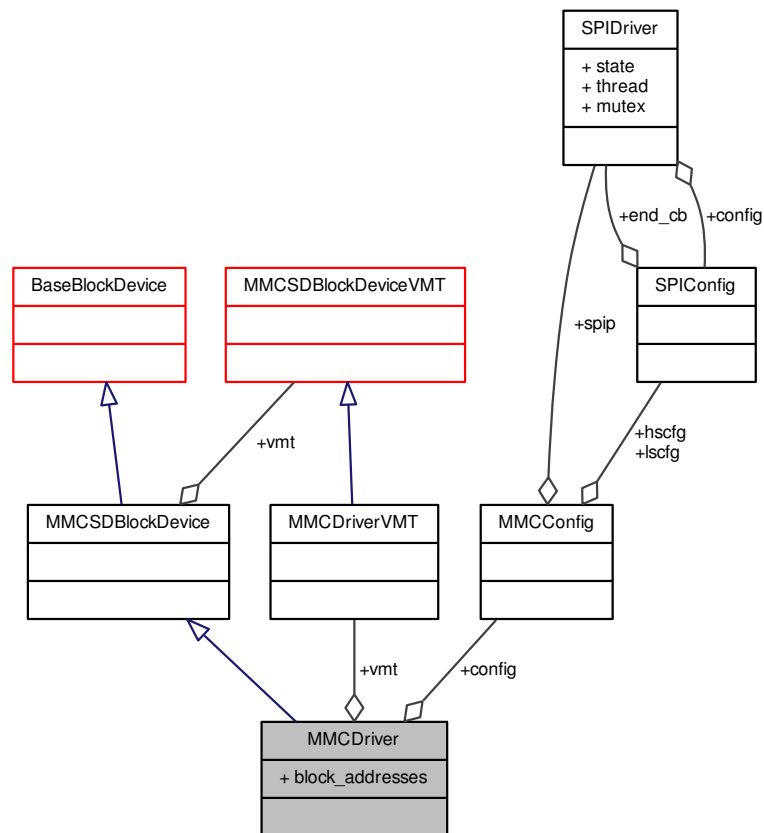 SPIDriver
+ state
+ thread
+ mutex
+end_cb
+config
BaseBlockDevice
MMCSDBlockDeviceVMT
SPIConfig
+spip
+hscfg
+lscfg
+vmt
MMCSDBlockDevice
MMCDriverVMT
MMCConfig
+vmt
+config
MMCDriver
+ block_addresses